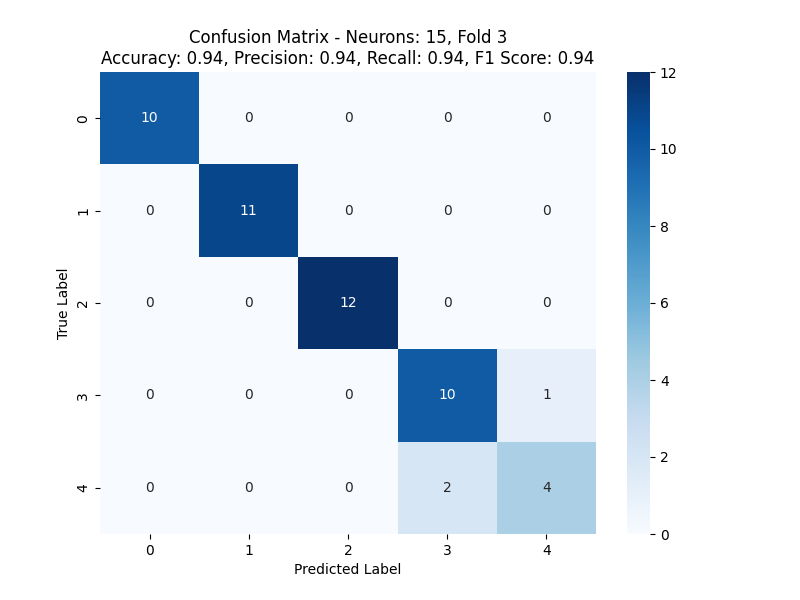 Confusion Matrix - Neurons: 15, Fold 3
Accuracy: 0.94, Precision: 0.94, Recall: 0.94, F1 Score: 0.94
True Label
0 10 0 0 0 0
1 0 11 0 0 0
2 0 0 12 0 0
3 0 0 0 10 1
4 0 0 0 2 4
0 1 2 3 4
Predicted Label
12
10
8
6
4
2
0